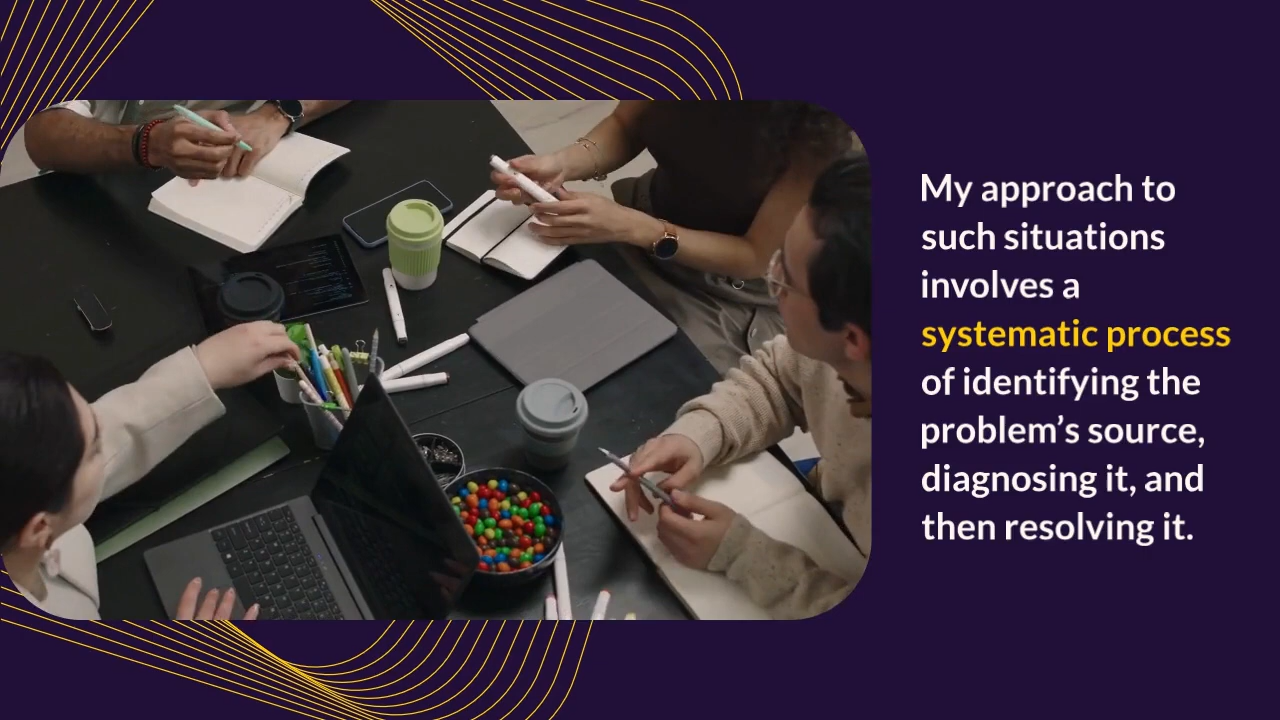 My approach to
such situations
involves a
systematic process
of identifying the
problem’s source,
diagnosing it, and
then resolving it.